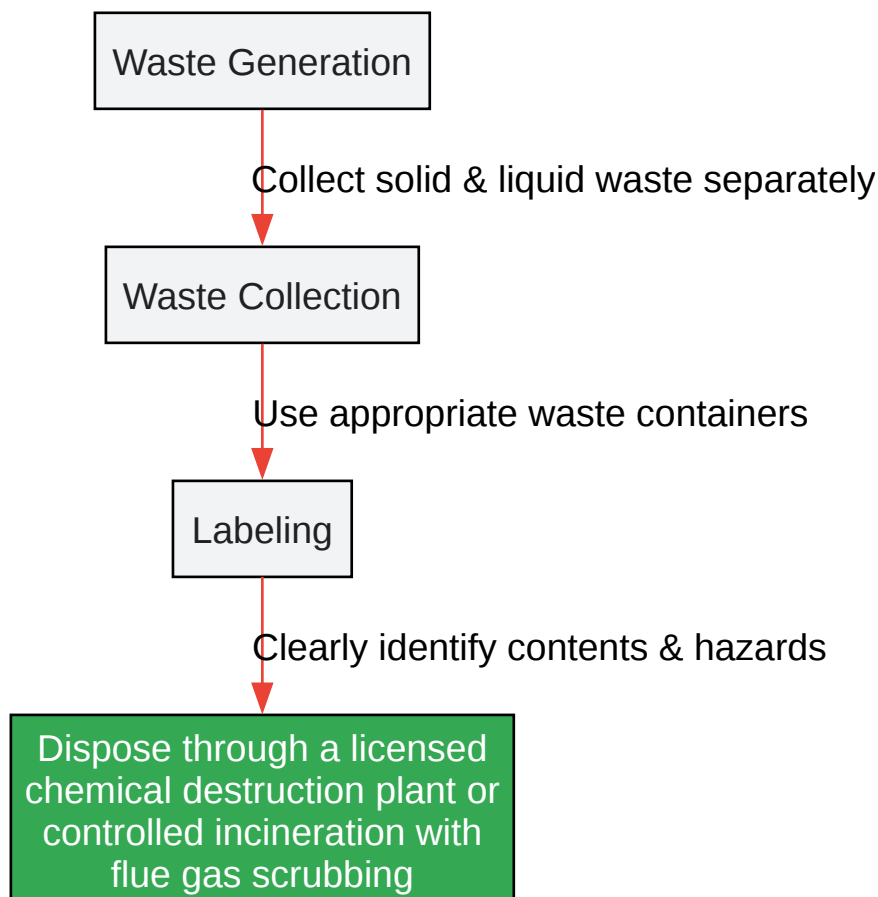 Waste Generation
Collect solid & liquid waste separately
Waste Collection
Use appropriate waste containers
Labeling
Clearly identify contents & hazards
Dispose through a licensed
chemical destruction plant or
controlled incineration with
flue gas scrubbing